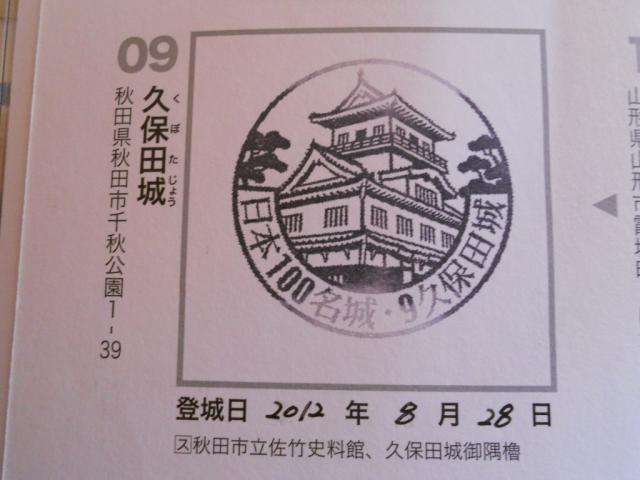 09
久保田城
くぼたじょう
秋田県秋田市千秋公園1-39
日本100名城・9久保田城
登城日 2012 年 8 月 28 日
ス秋田市立佐竹史料館、久保田城御隅櫓